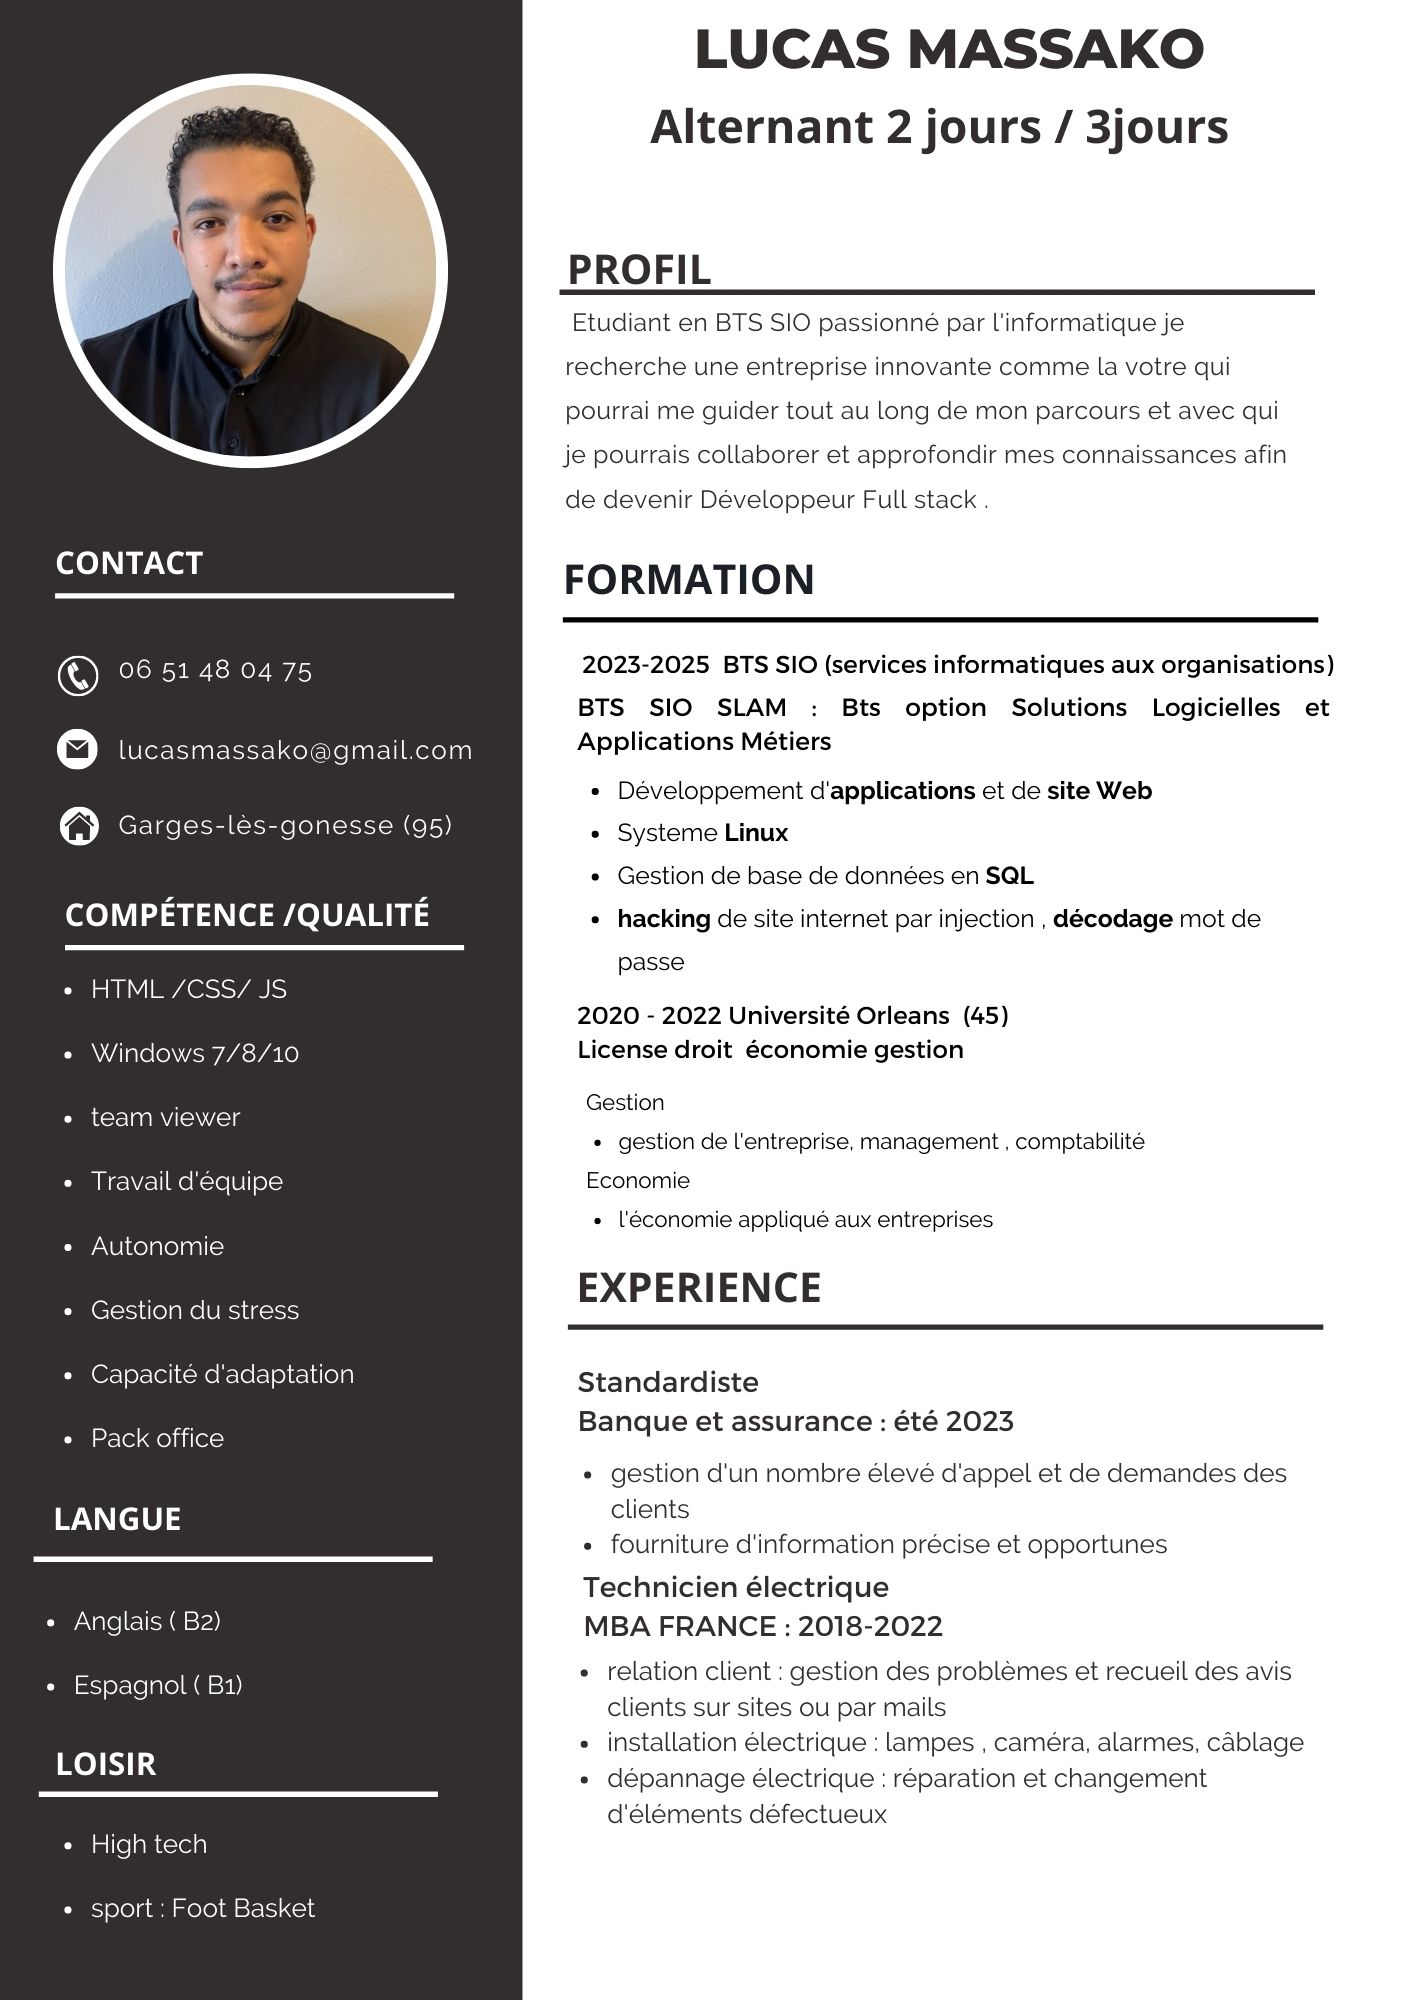 LUCAS MASSAKO
Alternant 2 jours / 3jours
CONTACT
06 51 48 04 75
lucasmassako@gmail.com
Garges-lès-gonesse (95)
COMPÉTENCE /QUALITÉ
• HTML /CSS/ JS
• Windows 7/8/10
• team viewer
• Travail d'équipe
• Autonomie
• Gestion du stress
• Capacité d'adaptation
• Pack office
LANGUE
• Anglais ( B2)
• Espagnol ( B1)
LOISIR
• High tech
• sport : Foot Basket
PROFIL
Etudiant en BTS SIO passionné par l'informatique je
recherche une entreprise innovante comme la votre qui
pourrai me guider tout au long de mon parcours et avec qui
je pourrais collaborer et approfondir mes connaissances afin
de devenir Développeur Full stack .
FORMATION
2023-2025 BTS SIO (services informatiques aux organisations)
BTS SIO SLAM : Bts option Solutions Logicielles et
Applications Métiers
• Développement d'applications et de site Web
• Systeme Linux
• Gestion de base de données en SQL
• hacking de site internet par injection , décodage mot de
passe
2020 - 2022 Université Orleans (45)
License droit économie gestion
Gestion
• gestion de l'entreprise, management , comptabilité
Economie
• l'économie appliqué aux entreprises
EXPERIENCE
Standardiste
Banque et assurance : été 2023
• gestion d'un nombre élevé d'appel et de demandes des
clients
• fourniture d'information précise et opportunes
Technicien électrique
MBA FRANCE : 2018-2022
• relation client : gestion des problèmes et recueil des avis
clients sur sites ou par mails
• installation électrique : lampes , caméra, alarmes, câblage
• dépannage électrique : réparation et changement
d'éléments défectueux